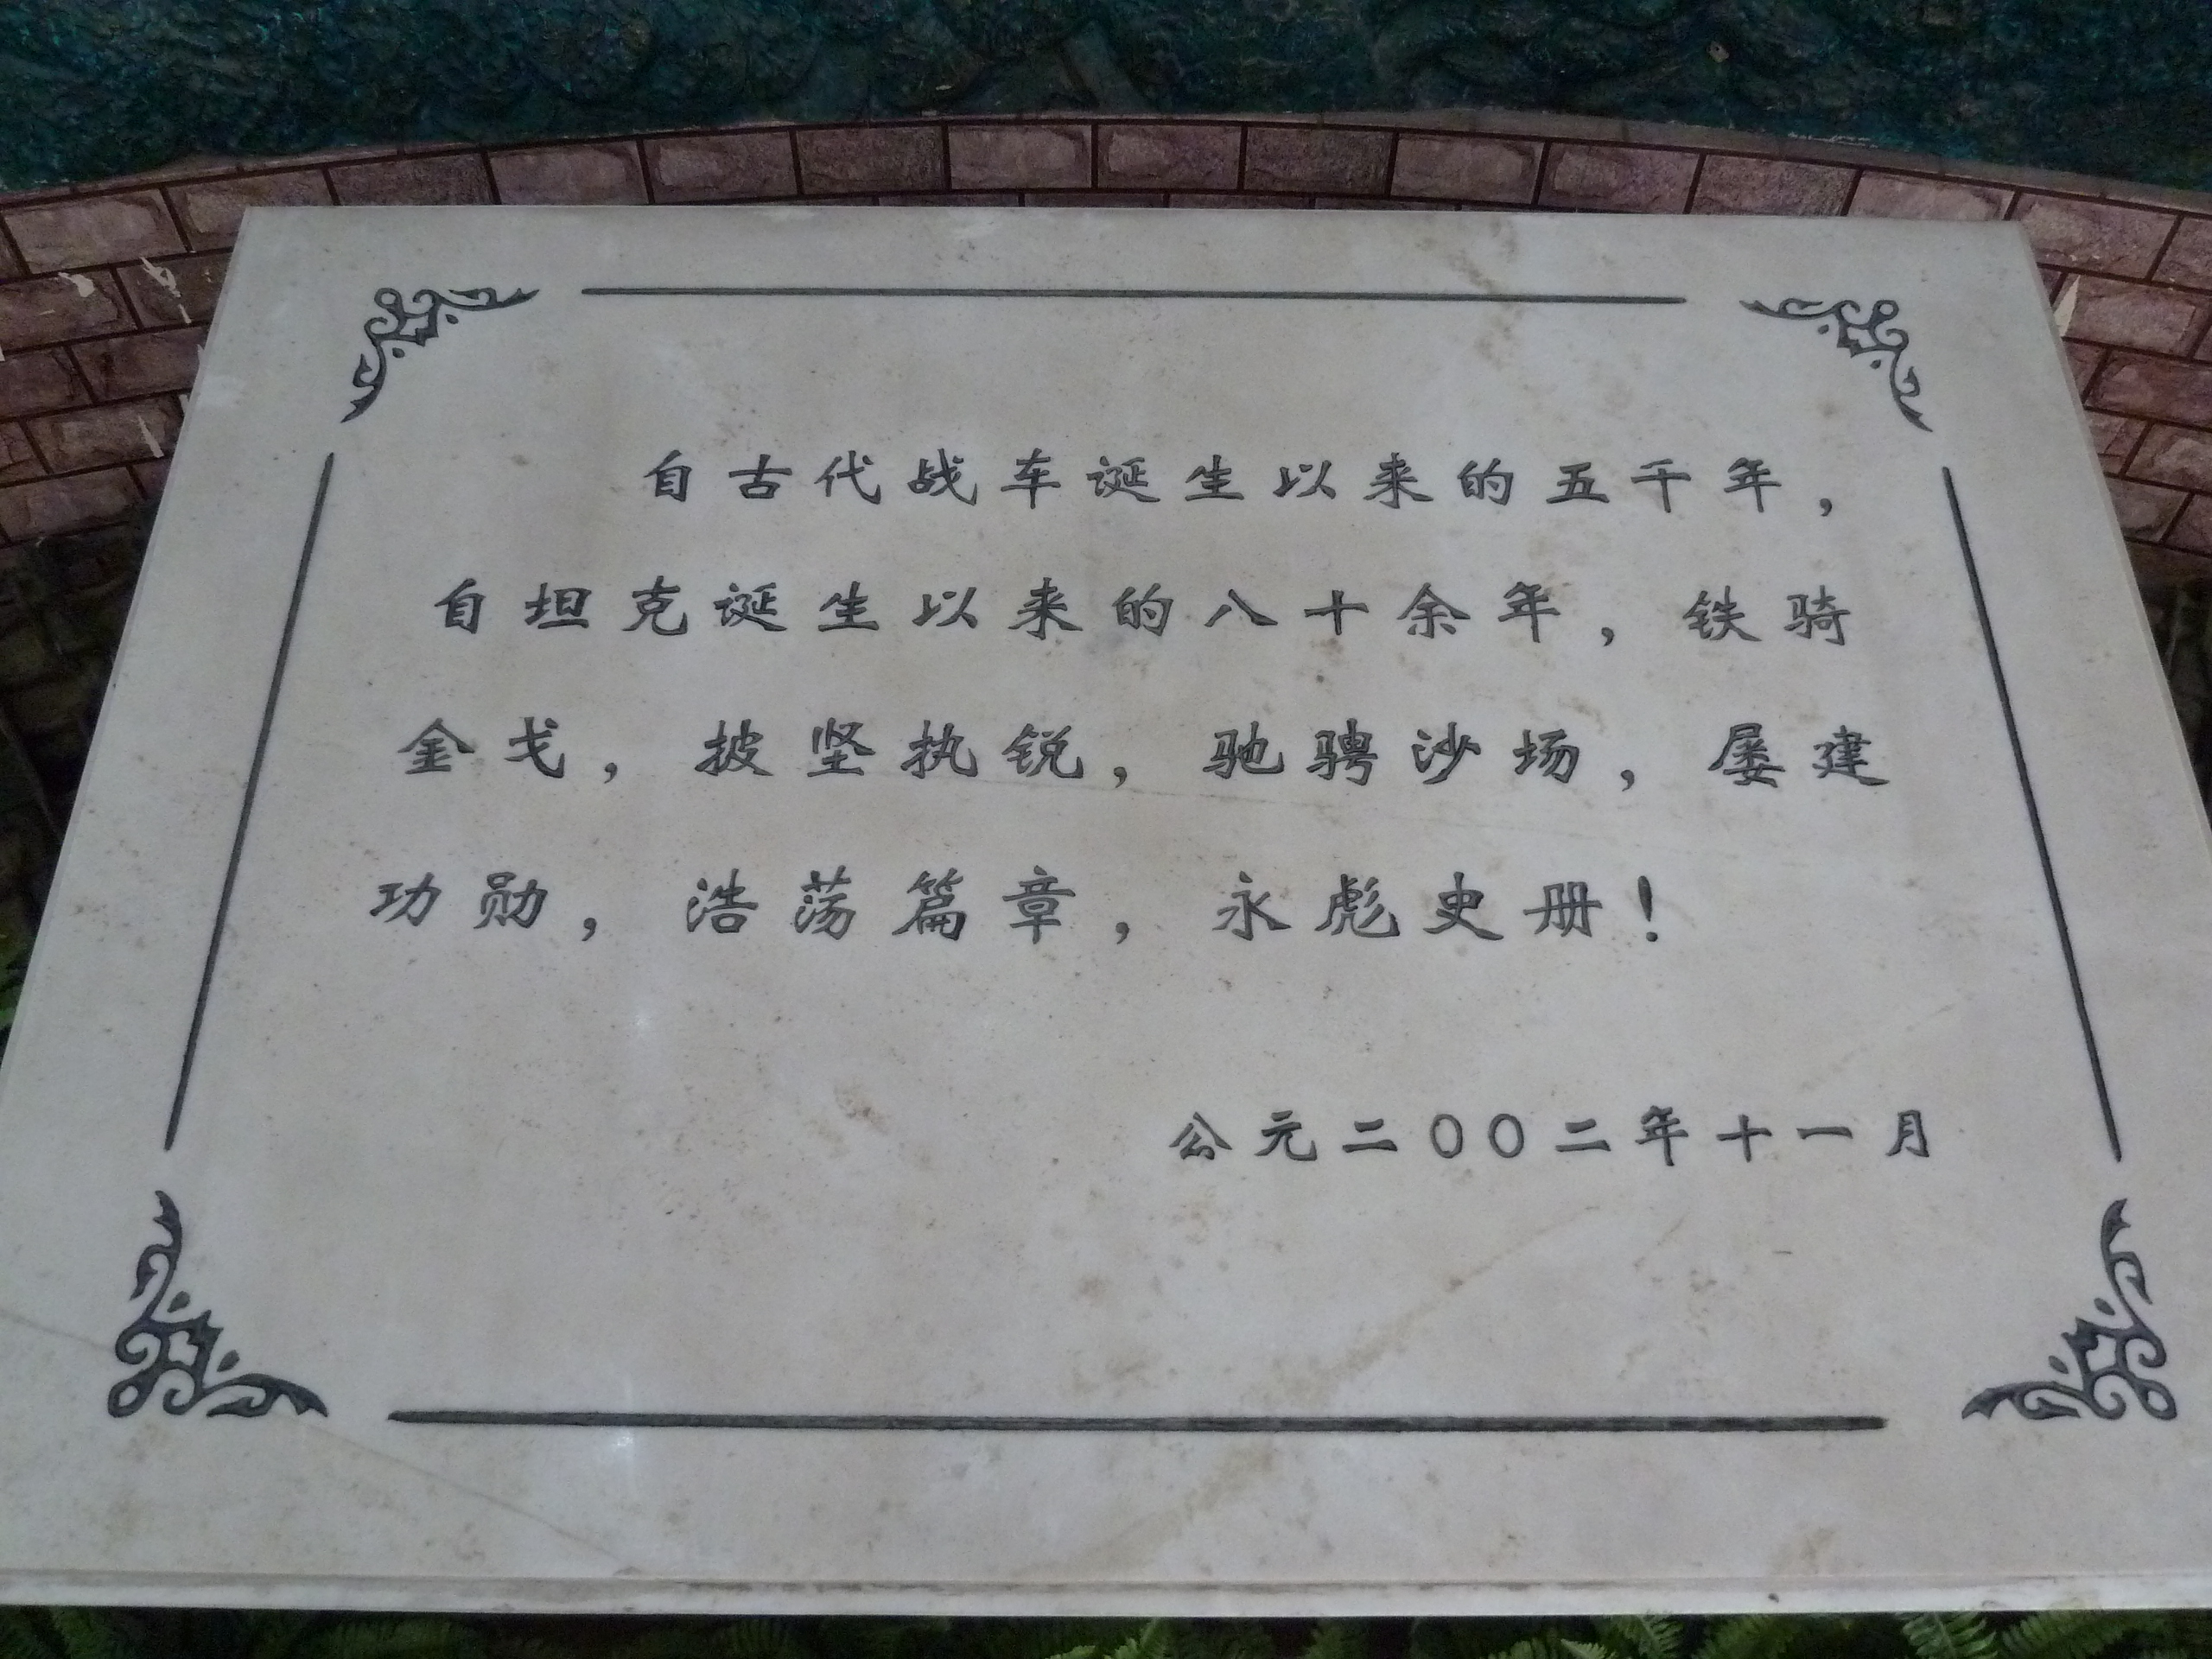 自古代战车诞生以来的五千年，
自坦克诞生以来的八十余年，铁骑
金戈，披坚执锐，驰骋沙场，屡建
功勋，浩荡篇章，永彪史册！
公元二〇〇二年十一月